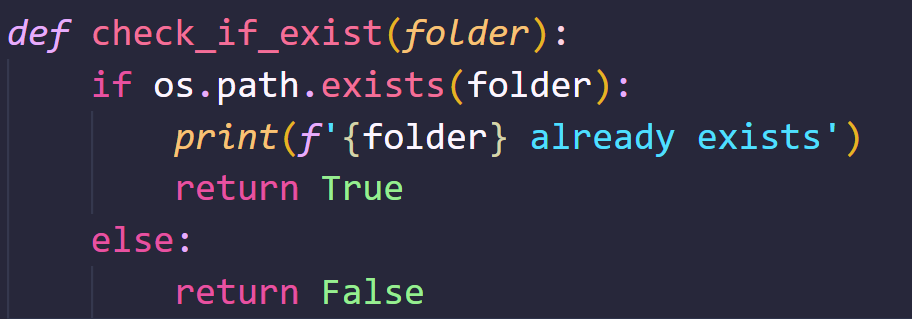 def check_if_exist(folder):
    if os.path.exists(folder):
        print(f'{folder} already exists')
        return True
    else:
        return False